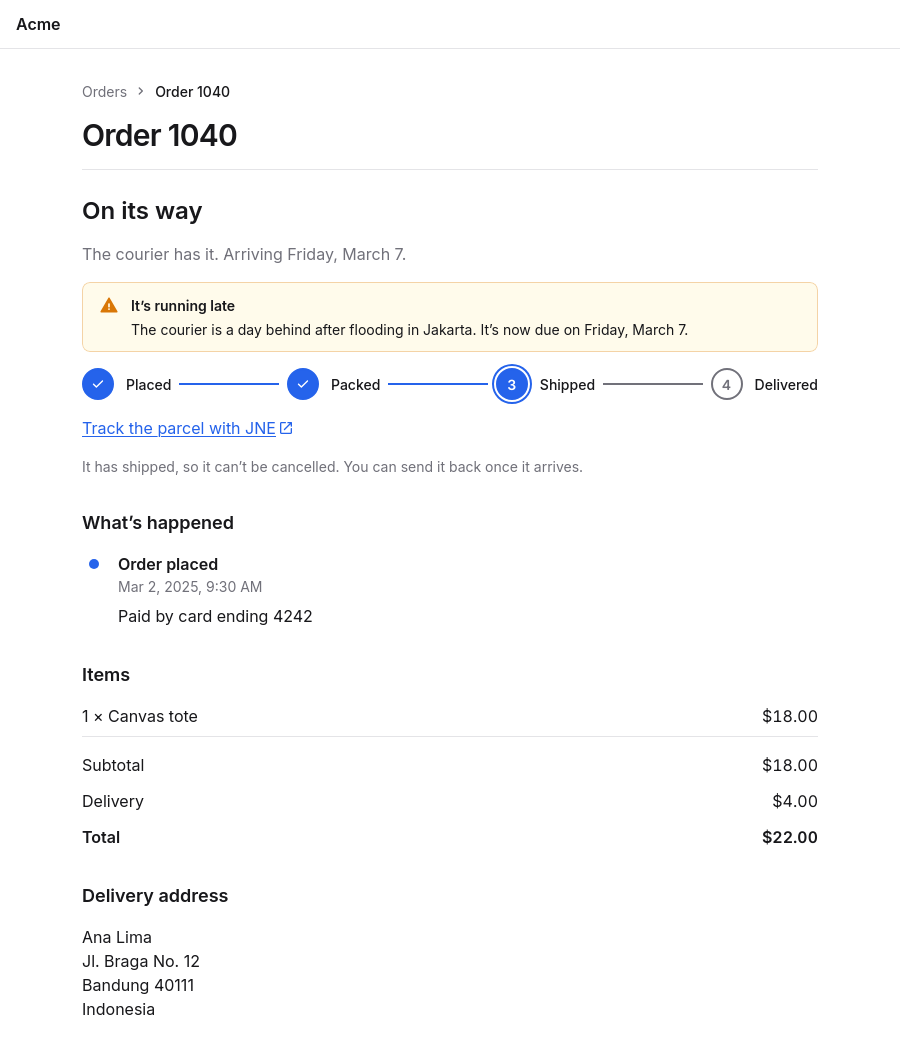 Acme
Orders
Order 1040
Order 1040
On its way
The courier has it. Arriving Friday, March 7.
It’s running late
The courier is a day behind after flooding in Jakarta. It’s now due on Friday, March 7.
Placed
Packed
3 Shipped
4 Delivered
Track the parcel with JNE
It has shipped, so it can’t be cancelled. You can send it back once it arrives.
What’s happened
Order placed
Mar 2, 2025, 9:30 AM
Paid by card ending 4242
Items
1 × Canvas tote $18.00
Subtotal $18.00
Delivery $4.00
Total $22.00
Delivery address
Ana Lima
Jl. Braga No. 12
Bandung 40111
Indonesia